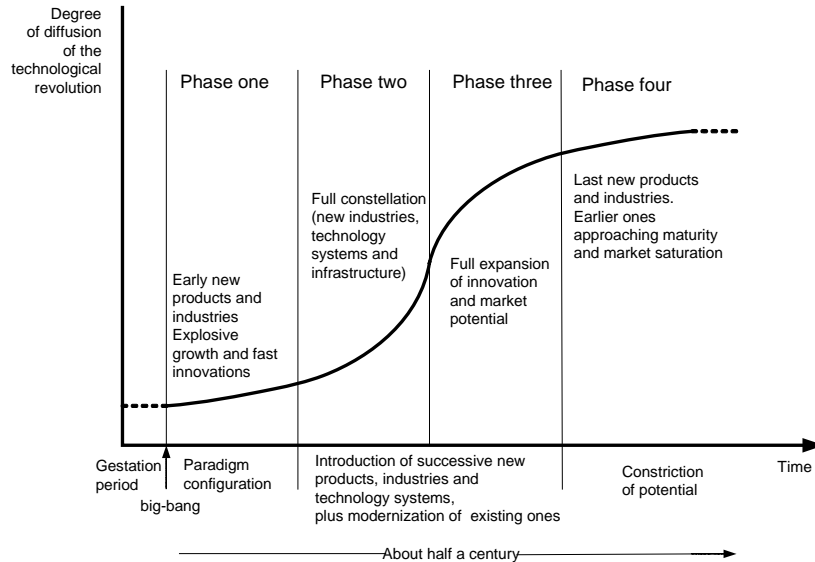 Degree
of diffusion
of the
technological
revolution
Phase one
Phase two
Phase three
Phase four
Early new
products and
industries
Explosive
growth and fast
innovations
Full constellation
(new industries,
technology
systems and
infrastructure)
Full expansion
of innovation
and market
potential
Last new products
and industries.
Earlier ones
approaching maturity
and market saturation
Gestation
period
big-bang
Paradigm
configuration
Introduction of successive new
products, industries and
technology systems,
plus modernization of existing ones
Constriction
of potential
Time
About half a century